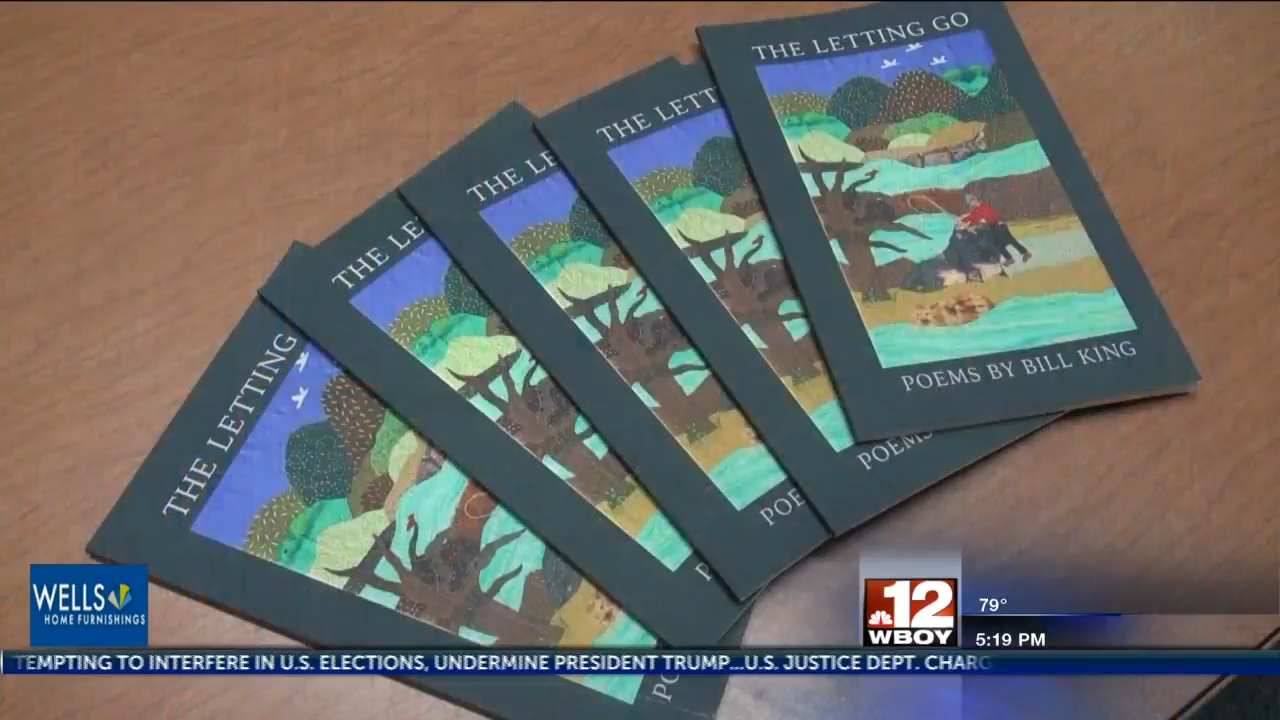 THE LETTING GO
THE LETT
THE LE
THE LE
THE LETTING
POEMS BY BILL KING
POEMS
POE
P
PO
WELLS
HOME FURNISHINGS
12
WBOY
79°
5:19 PM
TEMPTING TO INTERFERE IN U.S. ELECTIONS, UNDERMINE PRESIDENT TRUMP...U.S. JUSTICE DEPT. CHARG